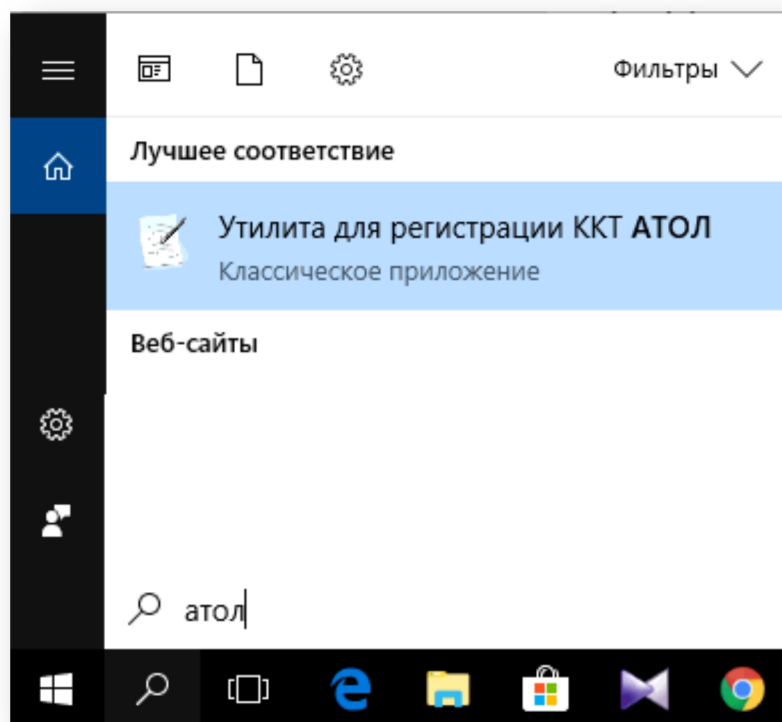 Фильтры
Лучшее соответствие
Утилита для регистрации ККТ АТОЛ
Классическое приложение
Веб-сайты
атол